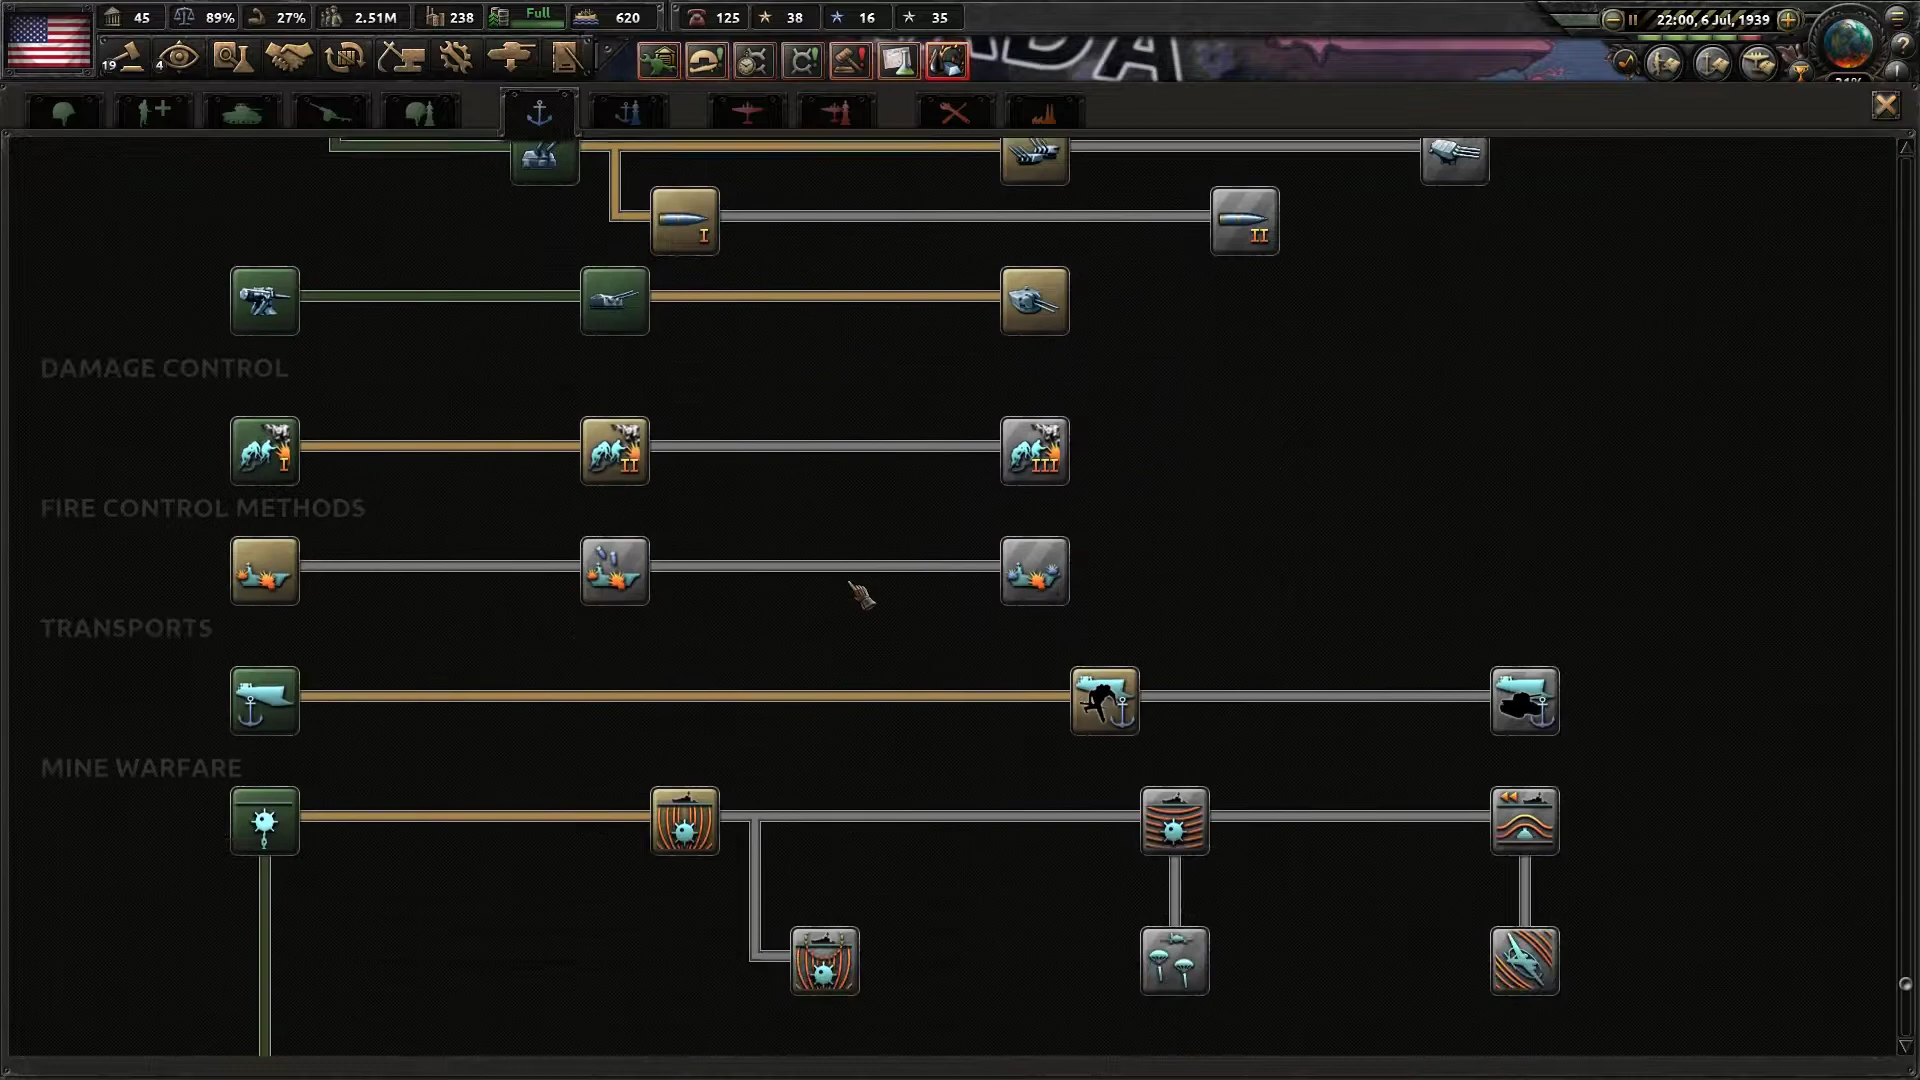 45 89% 27% 2.51M 238 Full 620 125 38 16 35 22:00, 6 Jul, 1939
19 4
I II
DAMAGE CONTROL
I II III
FIRE CONTROL METHODS
TRANSPORTS
MINE WARFARE